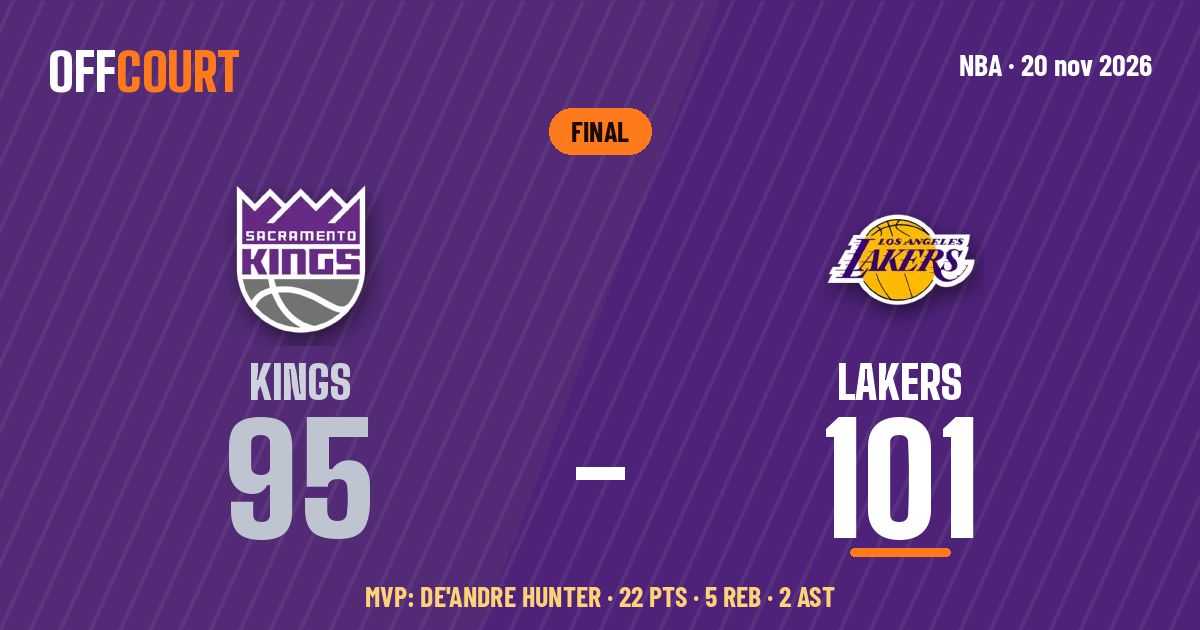 OFFCOURT
NBA · 20 nov 2026
FINAL
SACRAMENTO
KINGS
LOS ANGELES
LAKERS
KINGS
LAKERS
95 – 101
MVP: DE'ANDRE HUNTER · 22 PTS · 5 REB · 2 AST